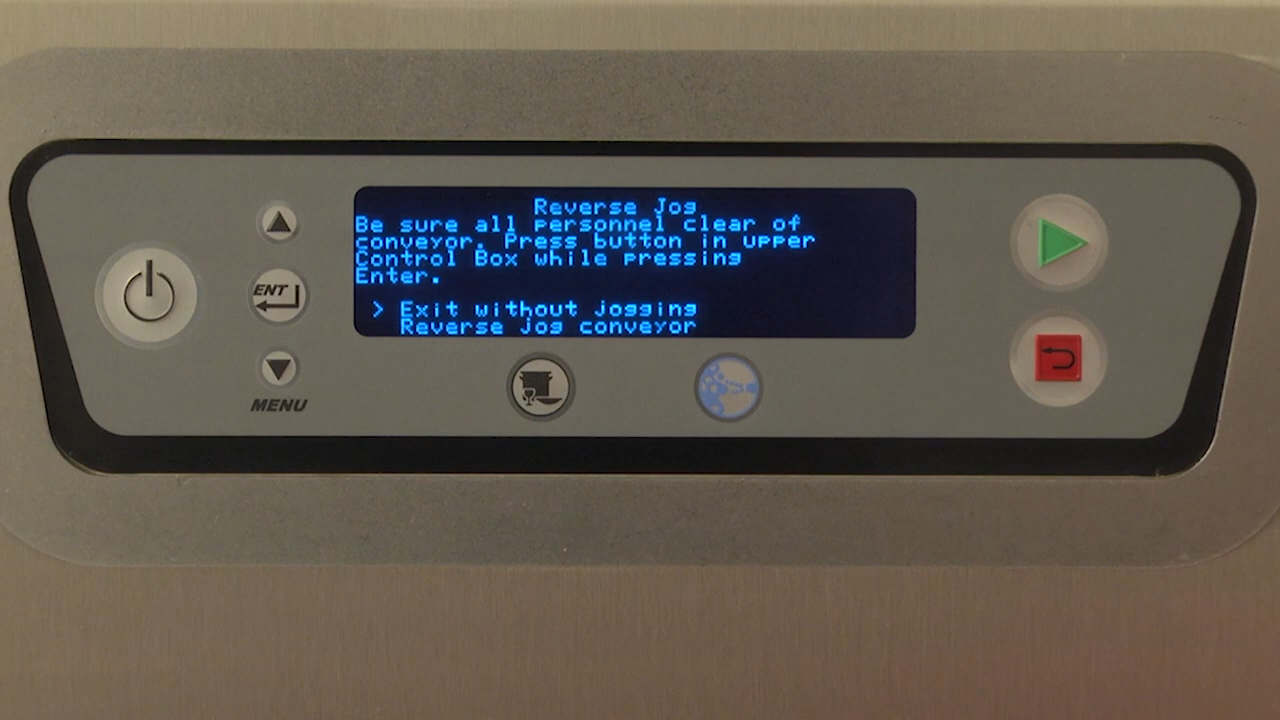 Reverse Jog
Be sure all personnel clear of
conveyor. Press button in upper
Control Box while pressing
Enter.
> Exit without jogging
Reverse Jog conveyor
ENT
MENU